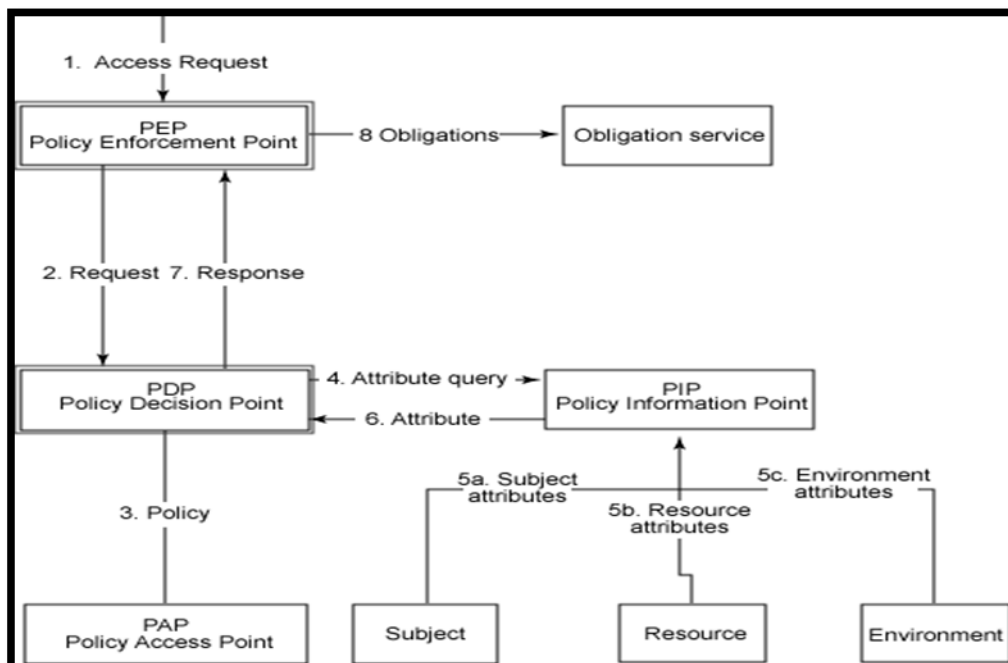 1. Access Request
PEP
Policy Enforcement Point
8 Obligations
Obligation service
2. Request
7. Response
PDP
Policy Decision Point
4. Attribute query
6. Attribute
PIP
Policy Information Point
3. Policy
5a. Subject
attributes
5b. Resource
attributes
5c. Environment
attributes
PAP
Policy Access Point
Subject
Resource
Environment